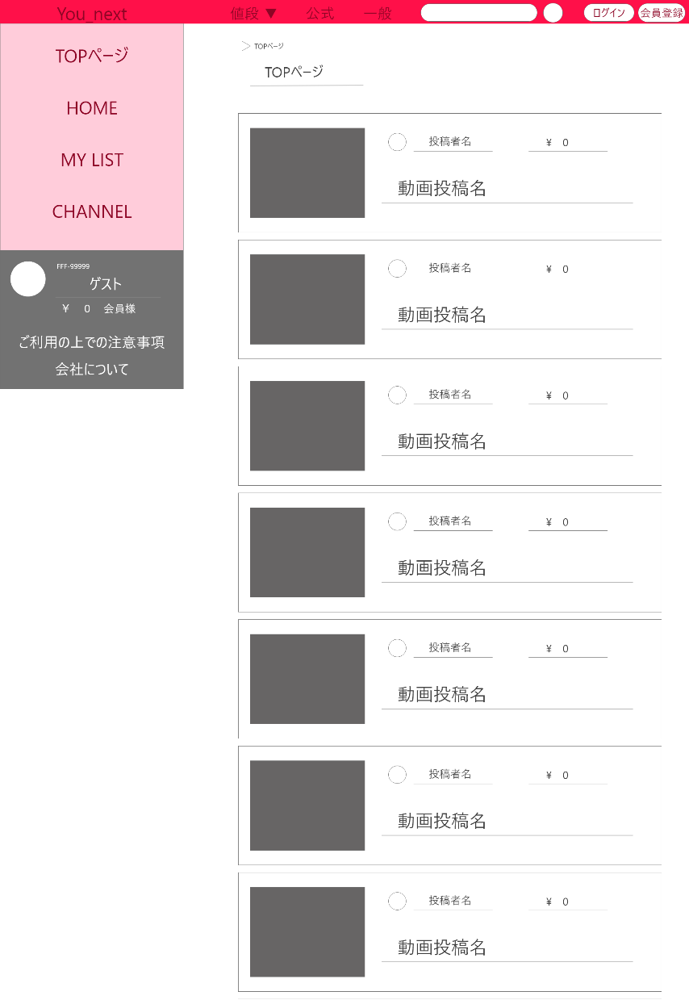 You_next 値段 ▼ 公式 一般 ログイン 会員登録
TOPページ
HOME
MY LIST
CHANNEL
FFF-99999
ゲスト
¥ 0 会員様
ご利用の上での注意事項
会社について
＞ TOPページ
TOPページ
投稿者名 ¥ 0
動画投稿名
投稿者名 ¥ 0
動画投稿名
投稿者名 ¥ 0
動画投稿名
投稿者名 ¥ 0
動画投稿名
投稿者名 ¥ 0
動画投稿名
投稿者名 ¥ 0
動画投稿名
投稿者名 ¥ 0
動画投稿名